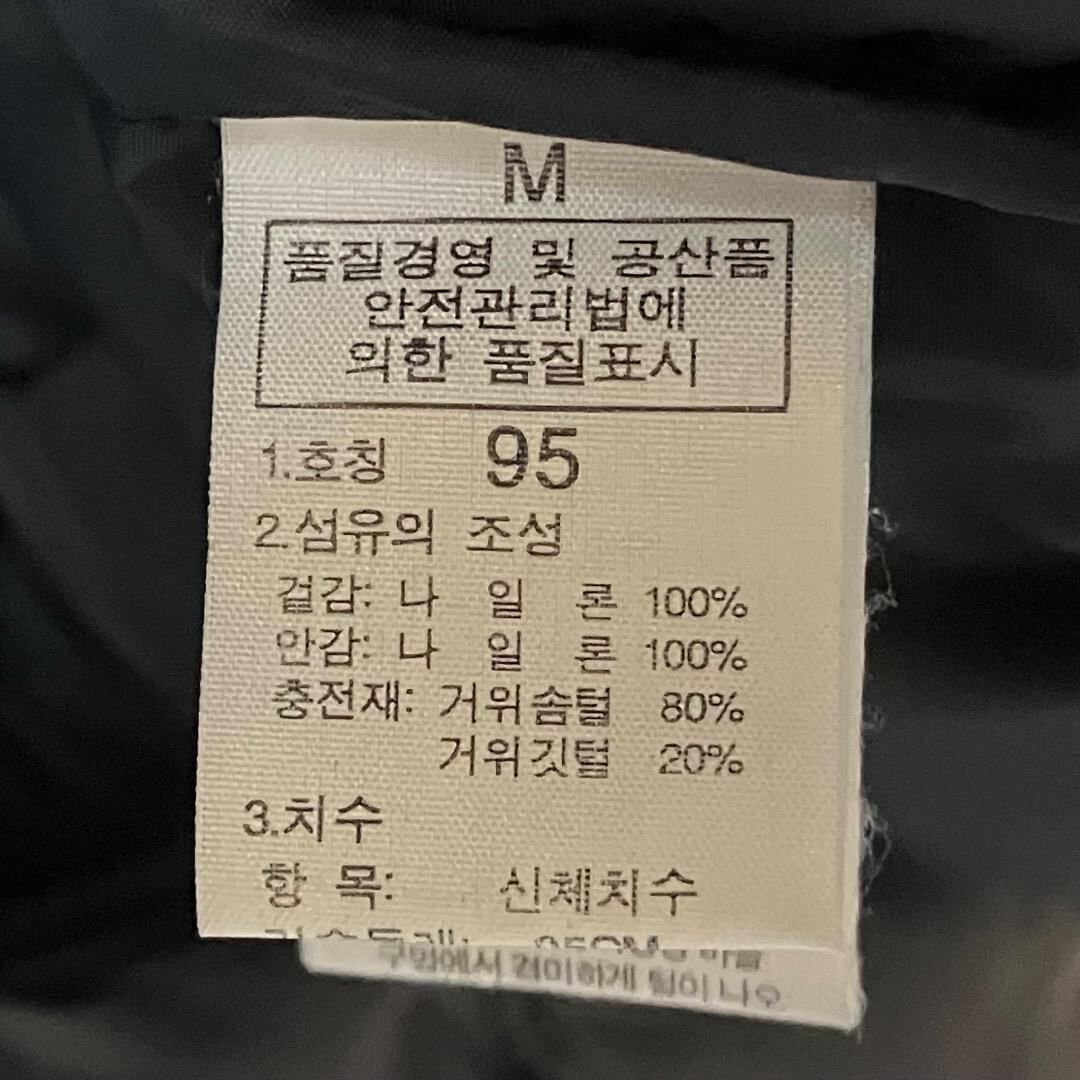 M
품질경영 및 공산품
안전관리법에
의한 품질표시
1.호칭 95
2.섬유의 조성
겉감: 나 일 론 100%
안감: 나 일 론 100%
충전재: 거위솜털 80%
거위깃털 20%
3.치수
항 목: 신체치수